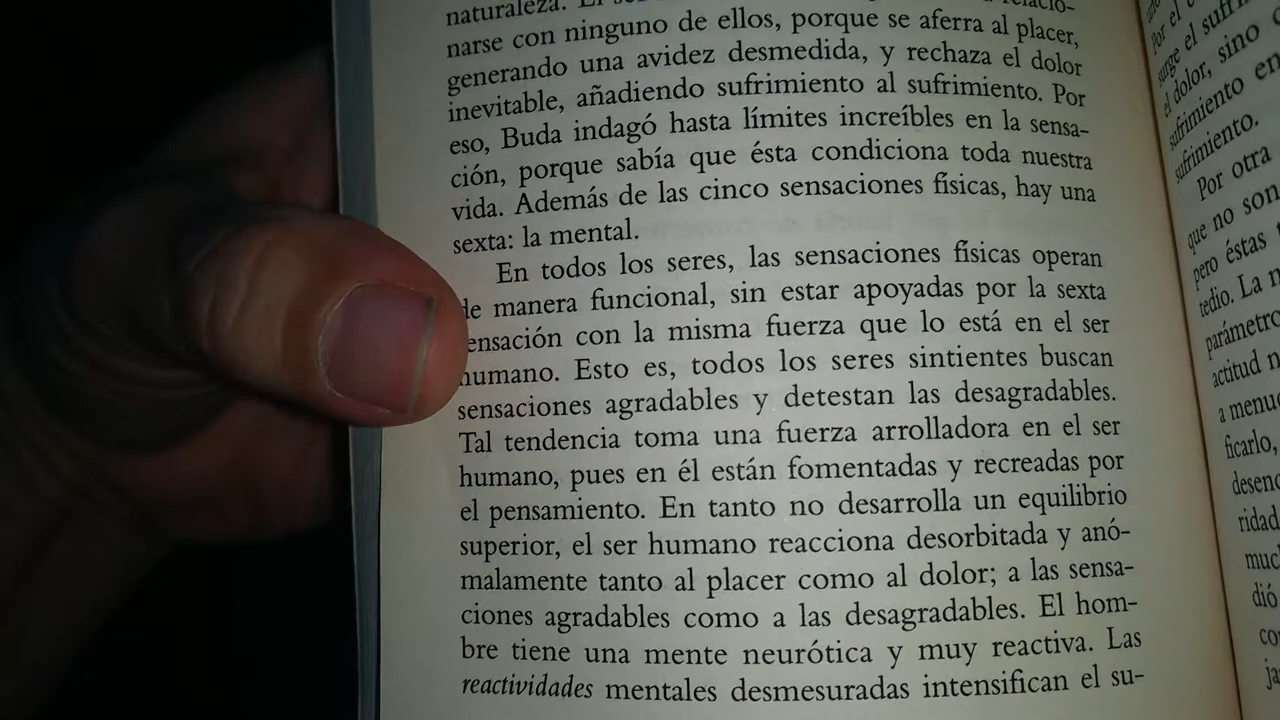 naturaleza. El
narse con ninguno de ellos, porque se aferra al placer,
generando una avidez desmedida, y rechaza el dolor
inevitable, añadiendo sufrimiento al sufrimiento. Por
eso, Buda indagó hasta límites increíbles en la sensa-
ción, porque sabía que ésta condiciona toda nuestra
vida. Además de las cinco sensaciones físicas, hay una
sexta: la mental.
En todos los seres, las sensaciones físicas operan
de manera funcional, sin estar apoyadas por la sexta
ensación con la misma fuerza que lo está en el ser
humano. Esto es, todos los seres sintientes buscan
sensaciones agradables y detestan las desagradables.
Tal tendencia toma una fuerza arrolladora en el ser
humano, pues en él están fomentadas y recreadas por
el pensamiento. En tanto no desarrolla un equilibrio
superior, el ser humano reacciona desorbitada y anó-
malamente tanto al placer como al dolor; a las sensa-
ciones agradables como a las desagradables. El hom-
bre tiene una mente neurótica y muy reactiva. Las
reactividades mentales desmesuradas intensifican el su-
Por el
surge el
el dolor, sino
sufrimiento en
sufrimiento.
Por otra
que no son
pero éstas
tedio. La
parámetro
actitud
a menu
ficarlo,
desenc
ridad
muc
dió
co
ja